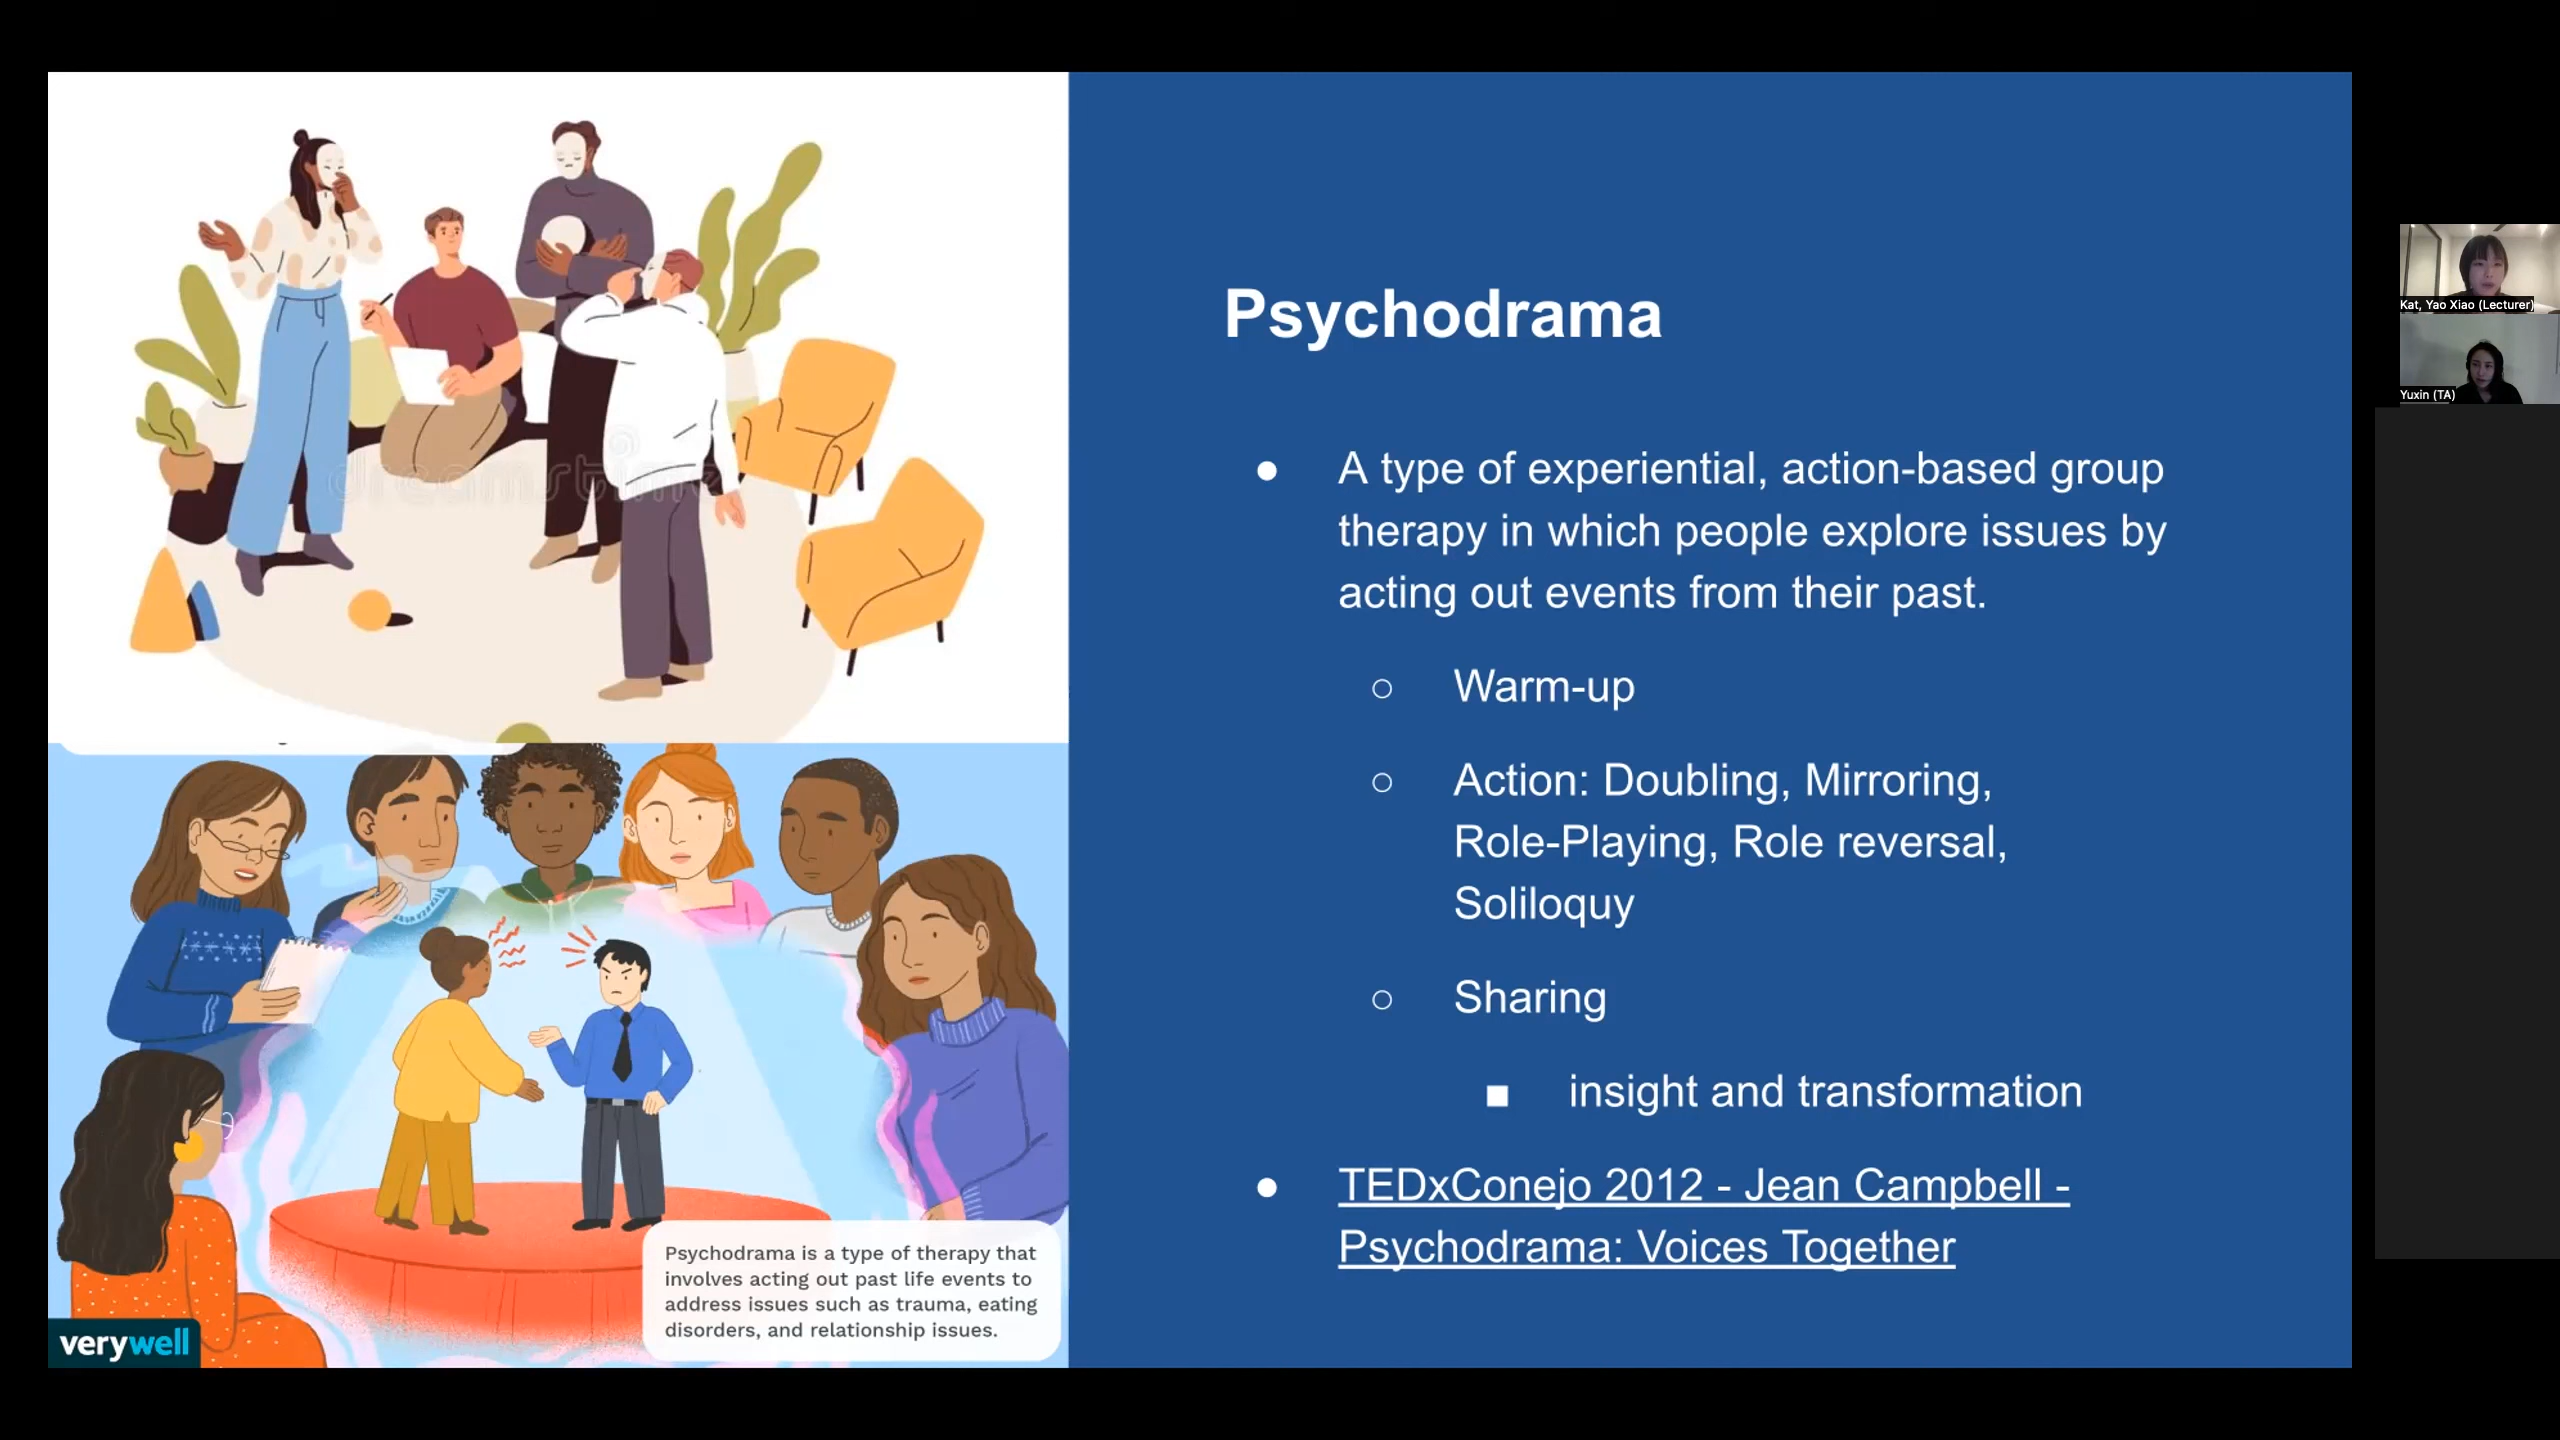 Psychodrama
● A type of experiential, action-based group
therapy in which people explore issues by
acting out events from their past.
○ Warm-up
○ Action: Doubling, Mirroring,
Role-Playing, Role reversal,
Soliloquy
○ Sharing
■ insight and transformation
● TEDxConejo 2012 - Jean Campbell -
Psychodrama: Voices Together
dreamstime
Psychodrama is a type of therapy that
involves acting out past life events to
address issues such as trauma, eating
disorders, and relationship issues.
verywell
Kat, Yao Xiao (Lecturer)
Yuxin (TA)